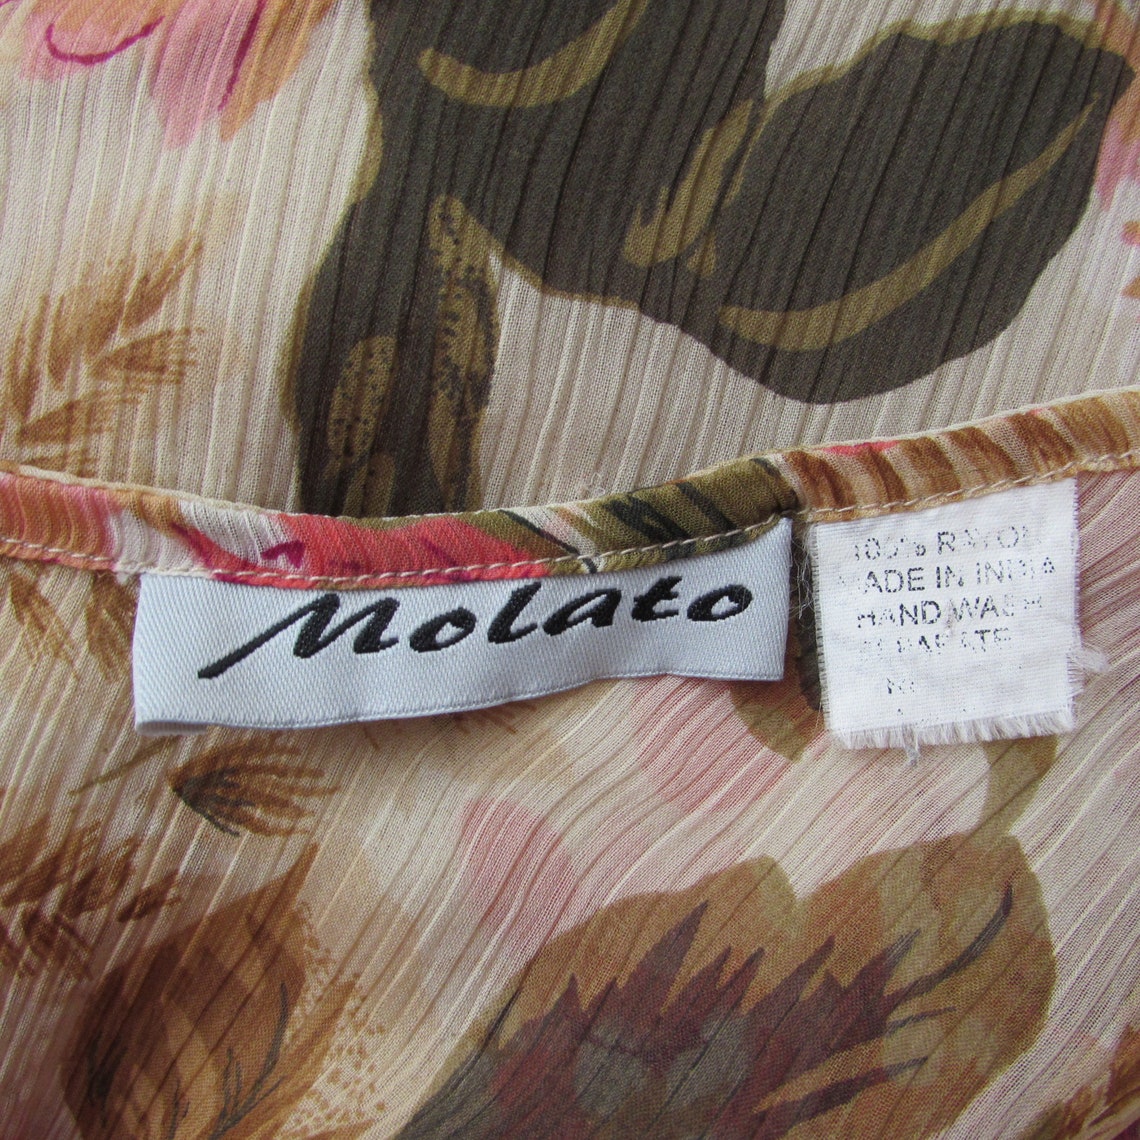 Molato
100% RAYON
MADE IN INDIA
HAND WASH
SEPARATE